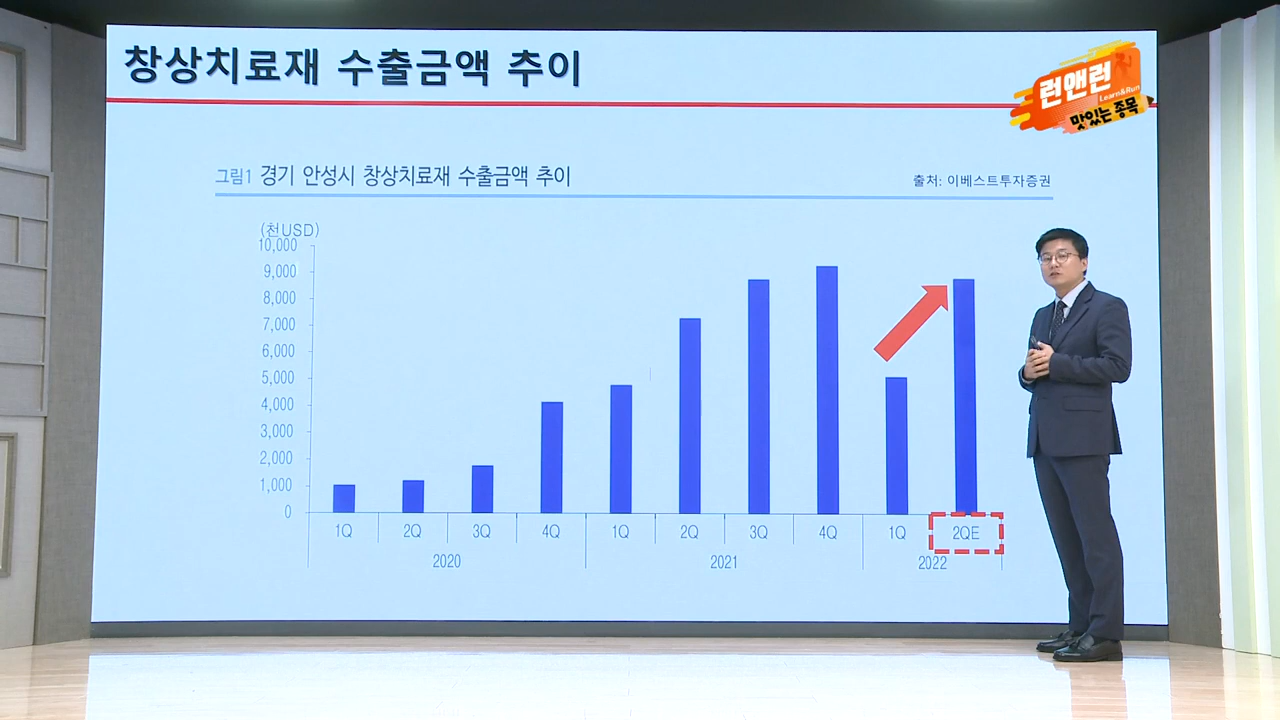 창상치료재 수출금액 추이
런앤런
Learn&Run
맛있는 종목
그림1 경기 안성시 창상치료재 수출금액 추이
출처: 이베스트투자증권
(천USD)
10,000
9,000
8,000
7,000
6,000
5,000
4,000
3,000
2,000
1,000
0
1Q 2Q 3Q 4Q 1Q 2Q 3Q 4Q 1Q 2QE
2020 2021 2022